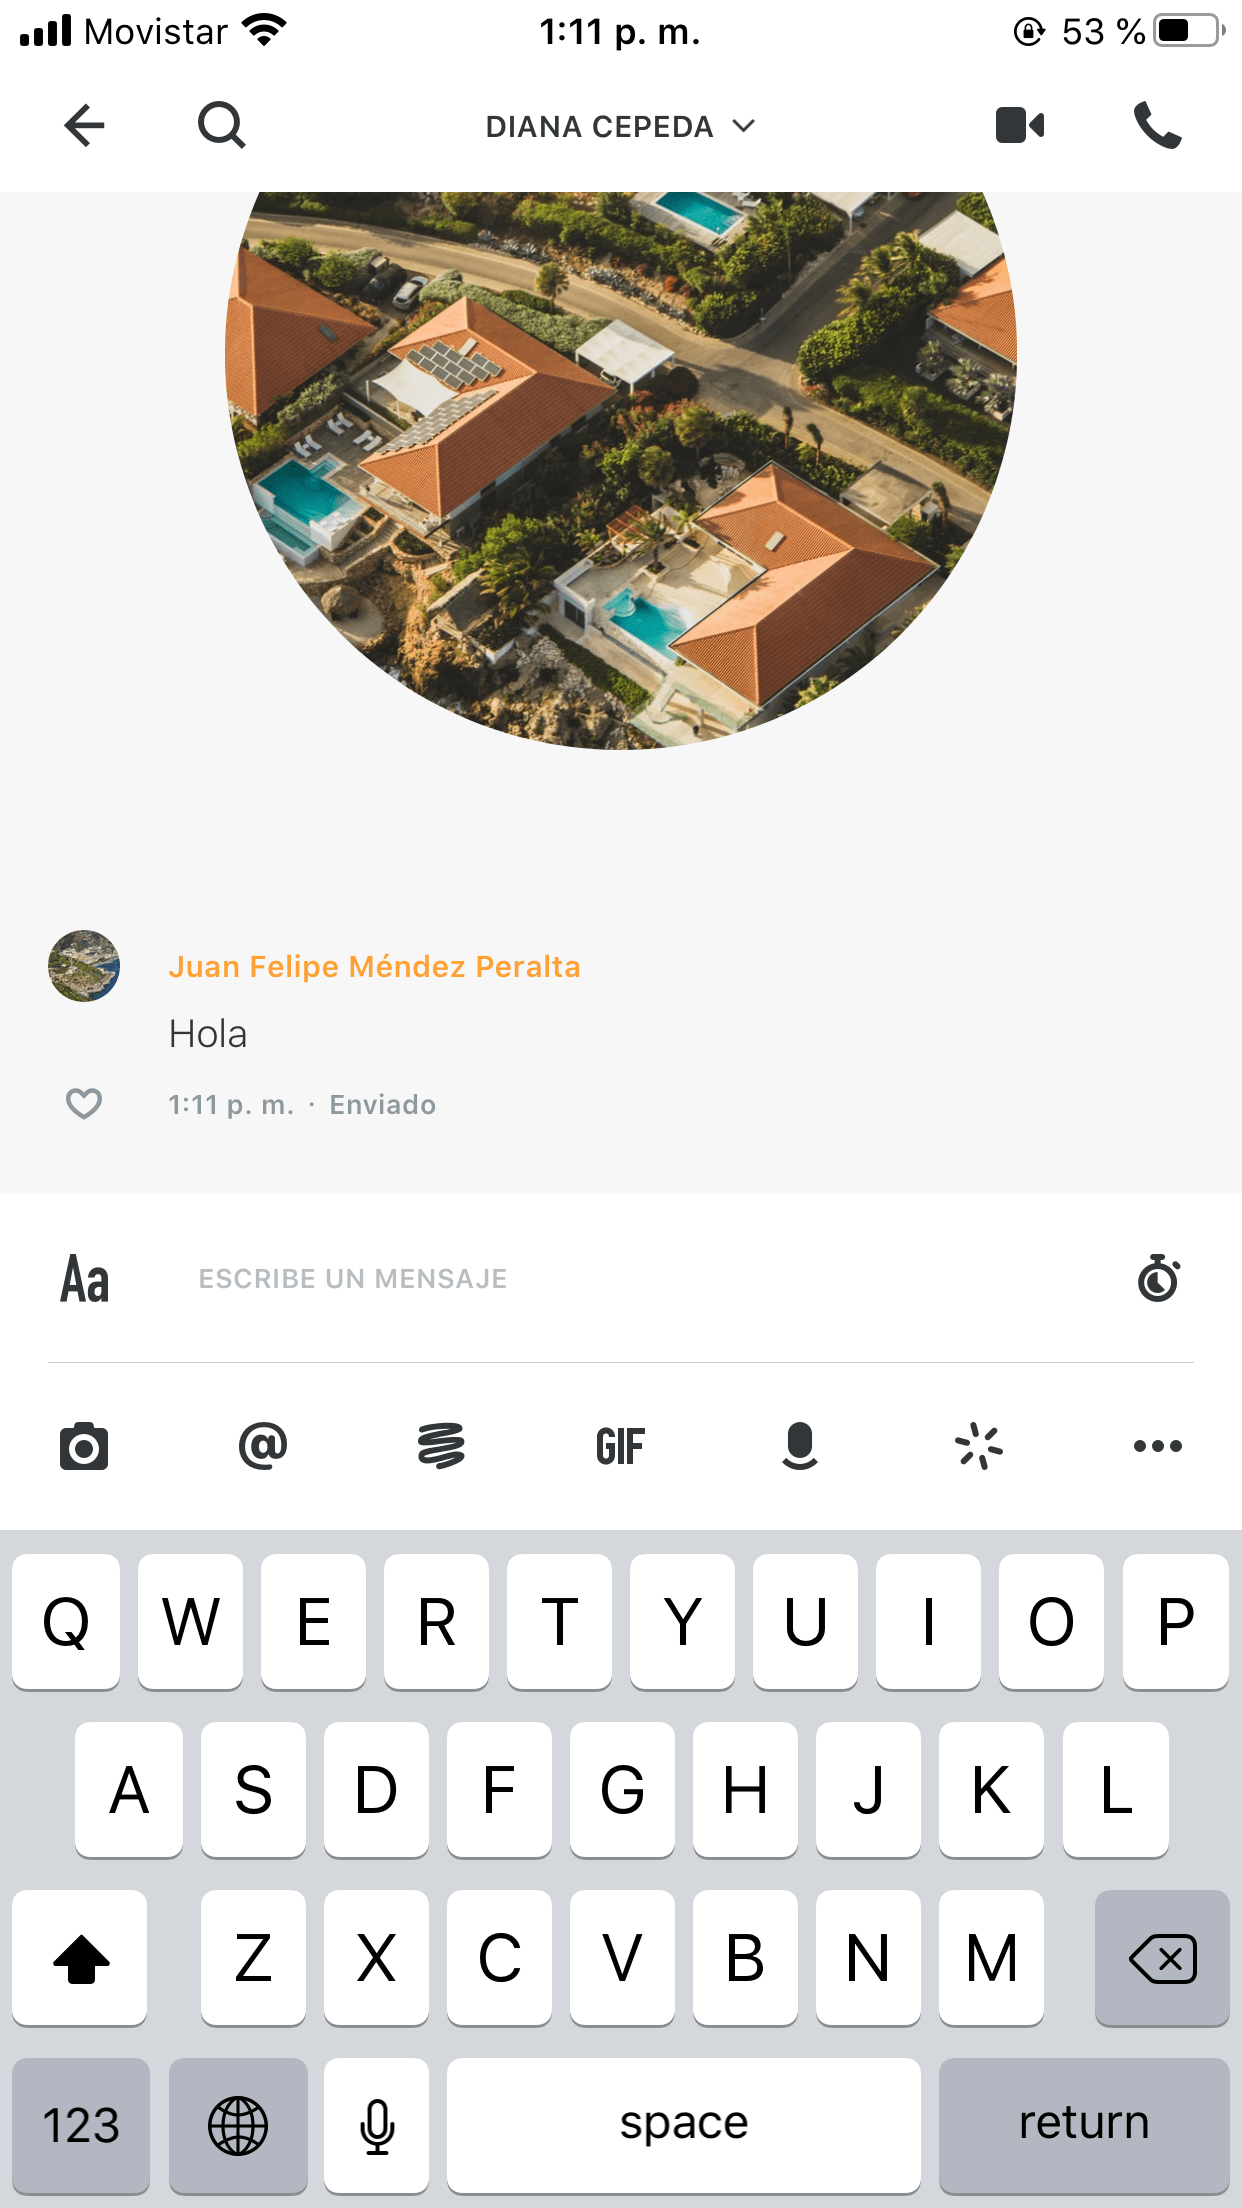 Movistar 1:11 p. m. 53 %
DIANA CEPEDA
Juan Felipe Méndez Peralta
Hola
1:11 p. m. · Enviado
Aa ESCRIBE UN MENSAJE
@ GIF
Q W E R T Y U I O P
A S D F G H J K L
Z X C V B N M
123 space return